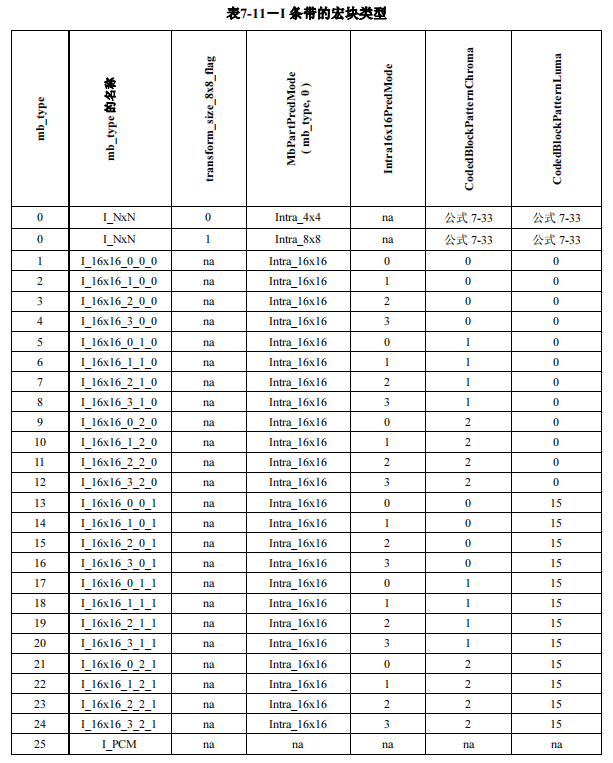 表7-11－I 条带的宏块类型
mb_type mb_type 的名称 transform_size_8x8_flag MbPartPredMode ( mb_type, 0 ) Intra16x16PredMode CodedBlockPatternChroma CodedBlockPatternLuma
0 I_NxN 0 Intra_4x4 na 公式 7-33 公式 7-33
0 I_NxN 1 Intra_8x8 na 公式 7-33 公式 7-33
1 I_16x16_0_0_0 na Intra_16x16 0 0 0
2 I_16x16_1_0_0 na Intra_16x16 1 0 0
3 I_16x16_2_0_0 na Intra_16x16 2 0 0
4 I_16x16_3_0_0 na Intra_16x16 3 0 0
5 I_16x16_0_1_0 na Intra_16x16 0 1 0
6 I_16x16_1_1_0 na Intra_16x16 1 1 0
7 I_16x16_2_1_0 na Intra_16x16 2 1 0
8 I_16x16_3_1_0 na Intra_16x16 3 1 0
9 I_16x16_0_2_0 na Intra_16x16 0 2 0
10 I_16x16_1_2_0 na Intra_16x16 1 2 0
11 I_16x16_2_2_0 na Intra_16x16 2 2 0
12 I_16x16_3_2_0 na Intra_16x16 3 2 0
13 I_16x16_0_0_1 na Intra_16x16 0 0 15
14 I_16x16_1_0_1 na Intra_16x16 1 0 15
15 I_16x16_2_0_1 na Intra_16x16 2 0 15
16 I_16x16_3_0_1 na Intra_16x16 3 0 15
17 I_16x16_0_1_1 na Intra_16x16 0 1 15
18 I_16x16_1_1_1 na Intra_16x16 1 1 15
19 I_16x16_2_1_1 na Intra_16x16 2 1 15
20 I_16x16_3_1_1 na Intra_16x16 3 1 15
21 I_16x16_0_2_1 na Intra_16x16 0 2 15
22 I_16x16_1_2_1 na Intra_16x16 1 2 15
23 I_16x16_2_2_1 na Intra_16x16 2 2 15
24 I_16x16_3_2_1 na Intra_16x16 3 2 15
25 I_PCM na na na na na